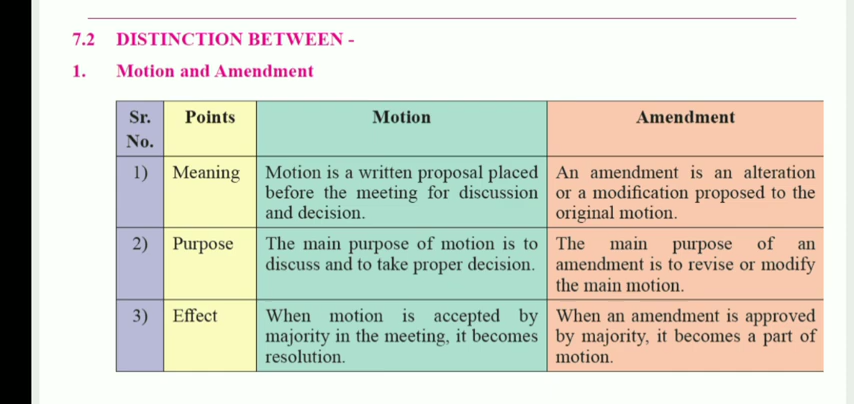 7.2 DISTINCTION BETWEEN -
1. Motion and Amendment
Sr. No. Points Motion Amendment
1) Meaning
Motion is a written proposal placed
before the meeting for discussion
and decision.
An amendment is an alteration
or a modification proposed to the
original motion.
2) Purpose
The main purpose of motion is to
discuss and to take proper decision.
The main purpose of an
amendment is to revise or modify
the main motion.
3) Effect
When motion is accepted by
majority in the meeting, it becomes
resolution.
When an amendment is approved
by majority, it becomes a part of
motion.